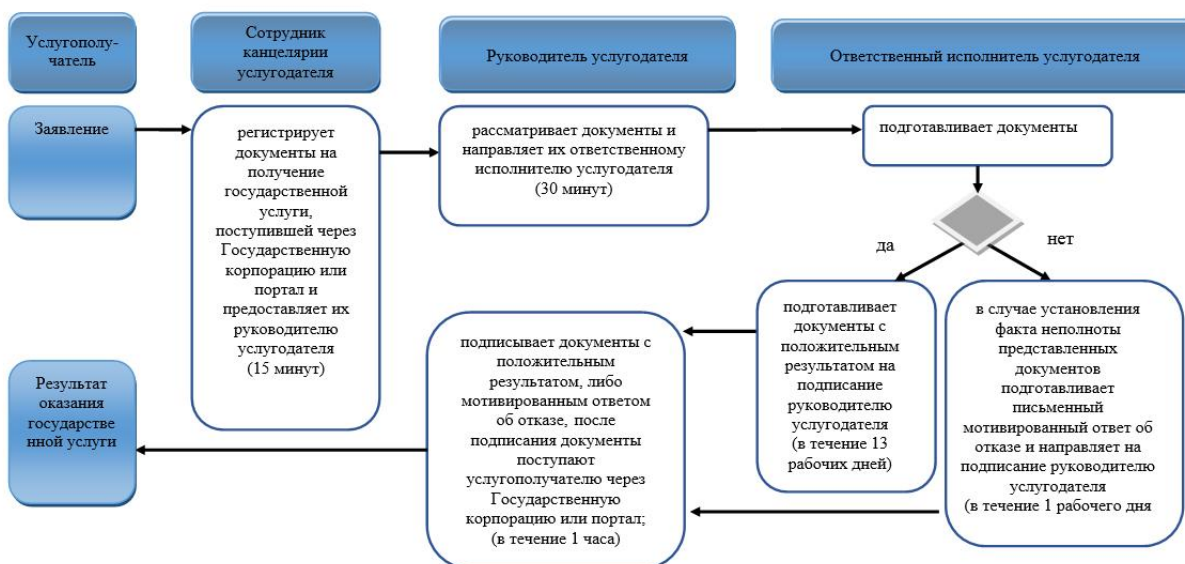 Услугополу-
чатель
Сотрудник
канцелярии
услугодателя
Руководитель услугодателя
Ответственный исполнитель услугодателя
Заявление
регистрирует
документы на
получение
государственной
услуги,
поступившей через
Государственную
корпорацию или
портал и
предоставляет их
руководителю
услугодателя
(15 минут)
рассматривает документы и
направляет их ответственному
исполнителю услугодателя
(30 минут)
подготавливает документы
да
нет
подготавливает
документы с
положительным
результатом на
подписание
руководителю
услугодателя
(в течение 13
рабочих дней)
в случае установления
факта неполноты
представленных
документов
подготавливает
письменный
мотивированный ответ об
отказе и направляет на
подписание руководителю
услугодателя
(в течение 1 рабочего дня
подписывает документы с
положительным
результатом, либо
мотивированным ответом
об отказе, после
подписания документы
поступают
услугополучателю через
Государственную
корпорацию или портал;
(в течение 1 часа)
Результат
оказания
государстве
нной услуги